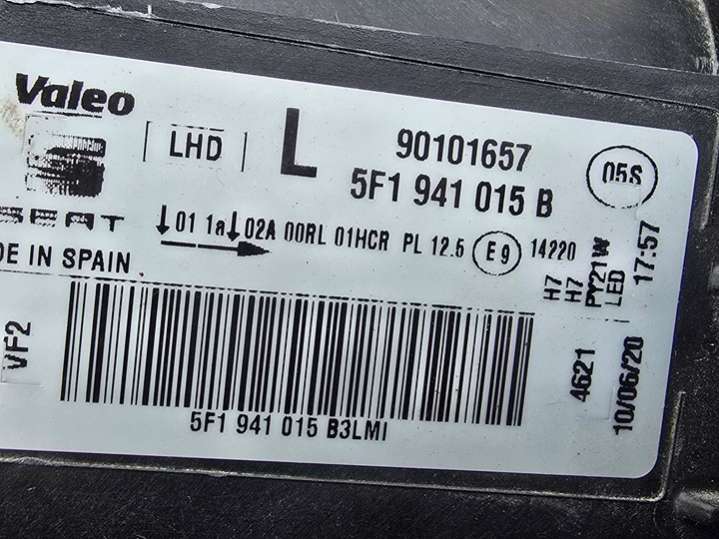 Valeo
LHD
L
90101657
5F1 941 015 B
05S
SEAT
↓01 1a↓02A 00RL 01HCR PL 12.5 E9 14220
DE IN SPAIN
H7
H7
PY21W
LED
17:57
VF2
4621
10/06/20
5F1 941 015 B3LMI